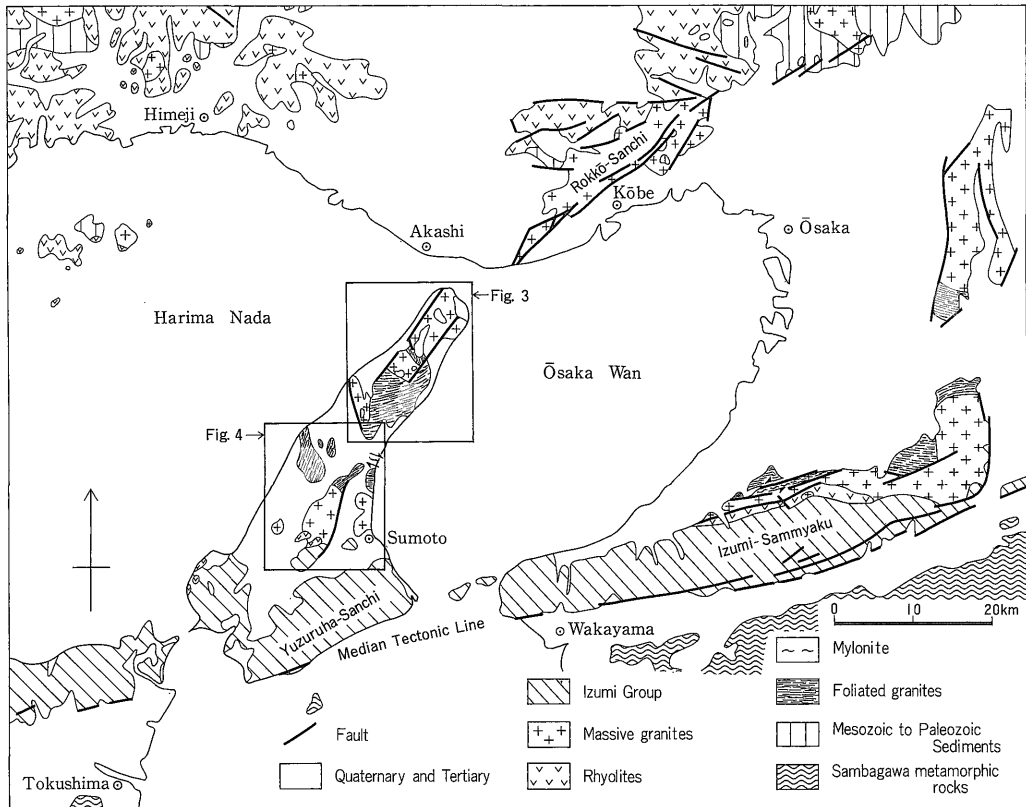 Himeji
Rokkō-Sanchi
Kōbe
Akashi
Ōsaka
Fig. 3
Harima Nada
Ōsaka Wan
Fig. 4
Sumoto
Izumi-Sammyaku
Yuzuruha-Sanchi
Median Tectonic Line
Wakayama
Tokushima
0 10 20km
Fault
Quaternary and Tertiary
Izumi Group
Massive granites
Rhyolites
Mylonite
Foliated granites
Mesozoic to Paleozoic
Sediments
Sambagawa metamorphic
rocks